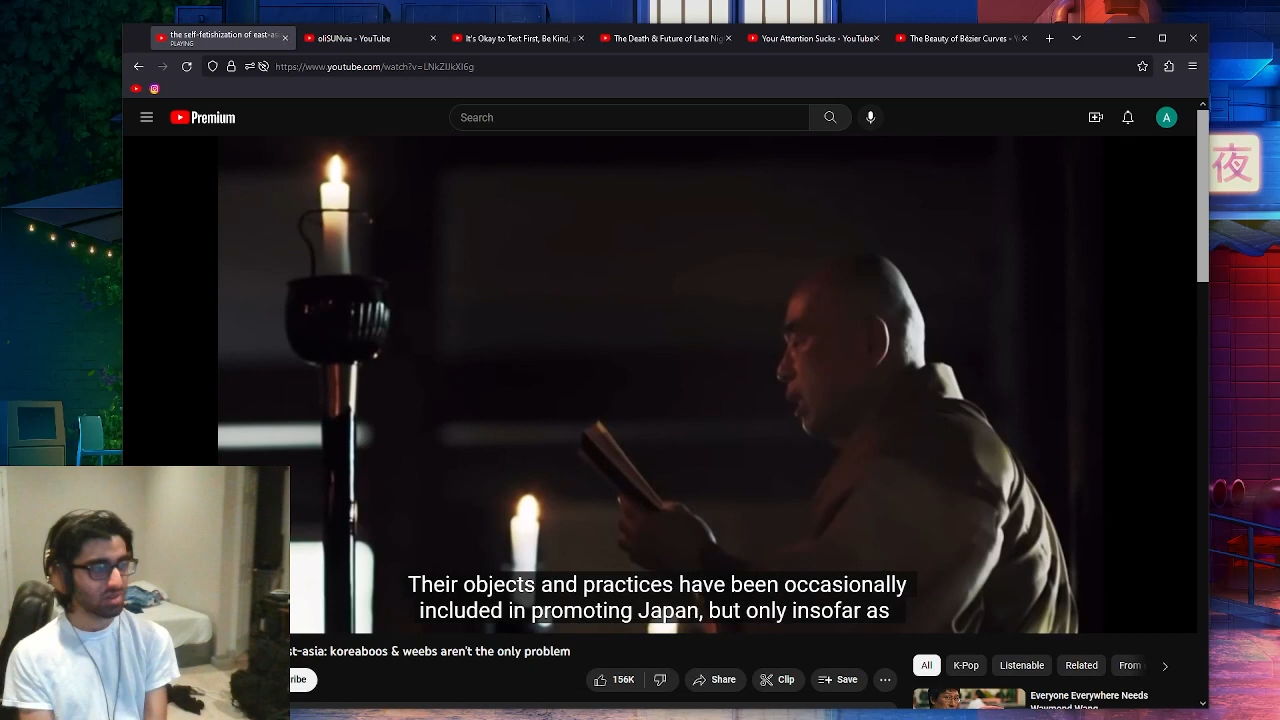 the self-fetishization of east-as
PLAYING
oliSUNvia - YouTube
It's Okay to Text First, Be Kind, a
The Death & Future of Late Nig
Your Attention Sucks - YouTube
The Beauty of Bézier Curves - Y
https://www.youtube.com/watch?v=LNkZlJkXI6g
Premium
Search
A
夜
Their objects and practices have been occasionally
included in promoting Japan, but only insofar as
st-asia: koreaboos & weebs aren't the only problem
ribe
156K
Share
Clip
Save
All
K-Pop
Listenable
Related
From
Everyone Everywhere Needs
Waymond Wang